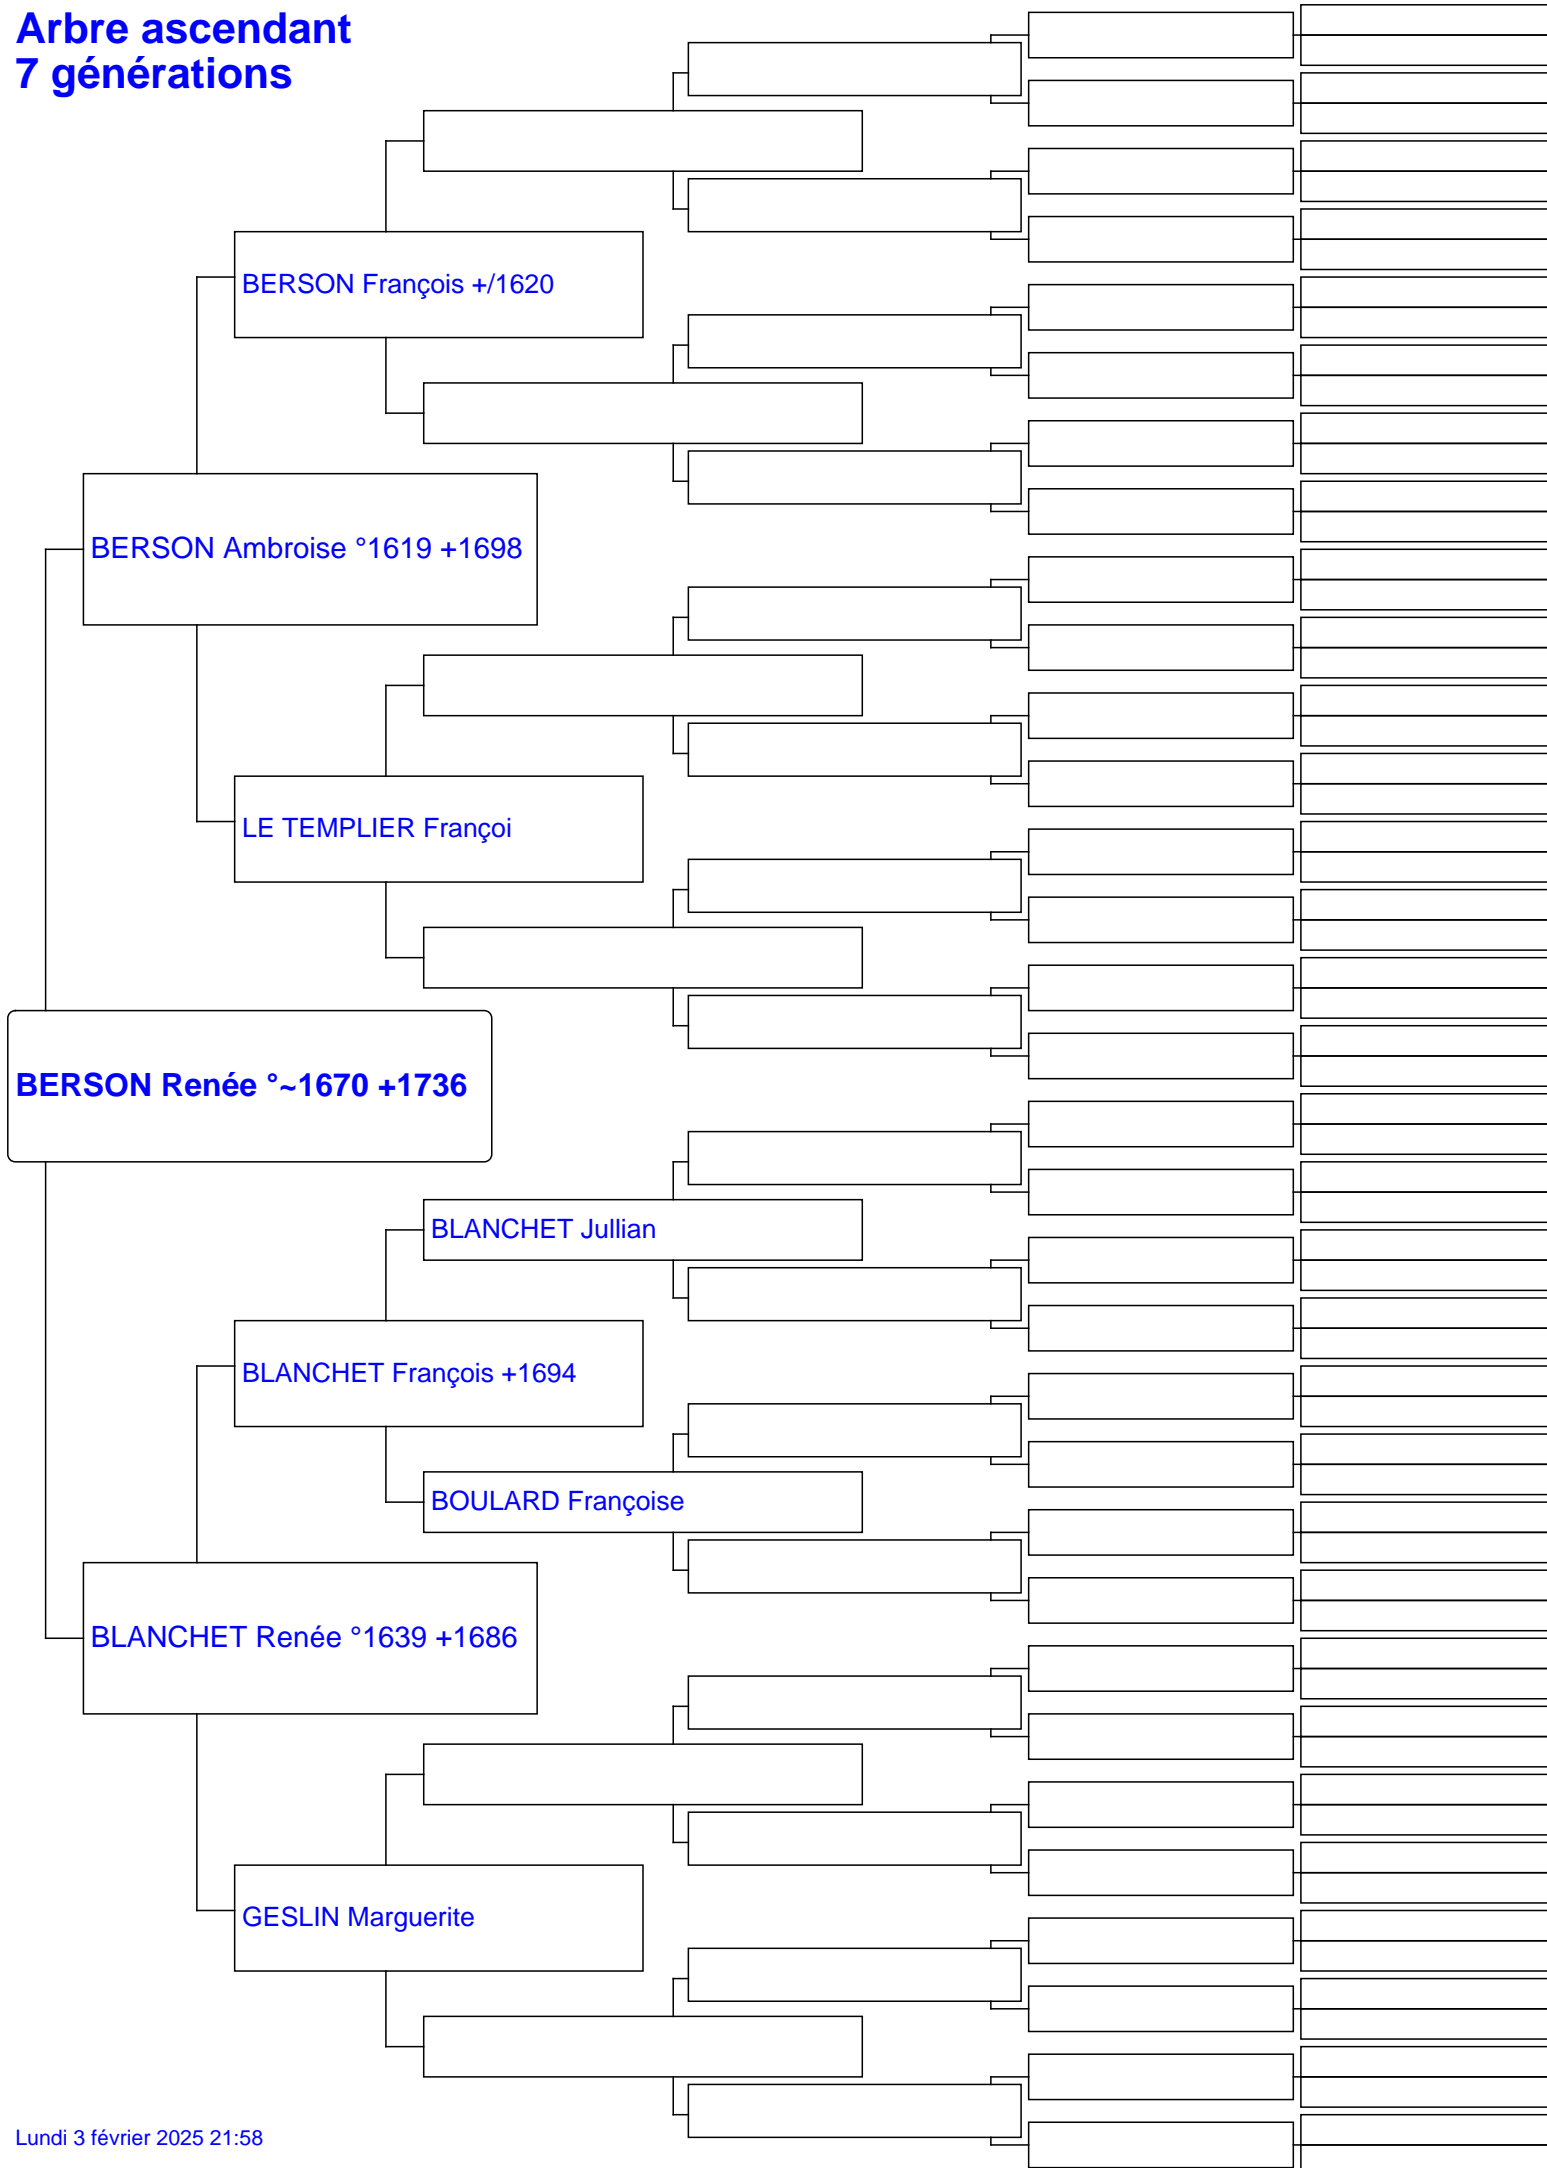 Arbre ascendant
7 générations
BERSON François +/1620
BERSON Ambroise °1619 +1698
LE TEMPLIER Françoi
BERSON Renée °~1670 +1736
BLANCHET Jullian
BLANCHET François +1694
BOULARD Françoise
BLANCHET Renée °1639 +1686
GESLIN Marguerite
Lundi 3 février 2025 21:58